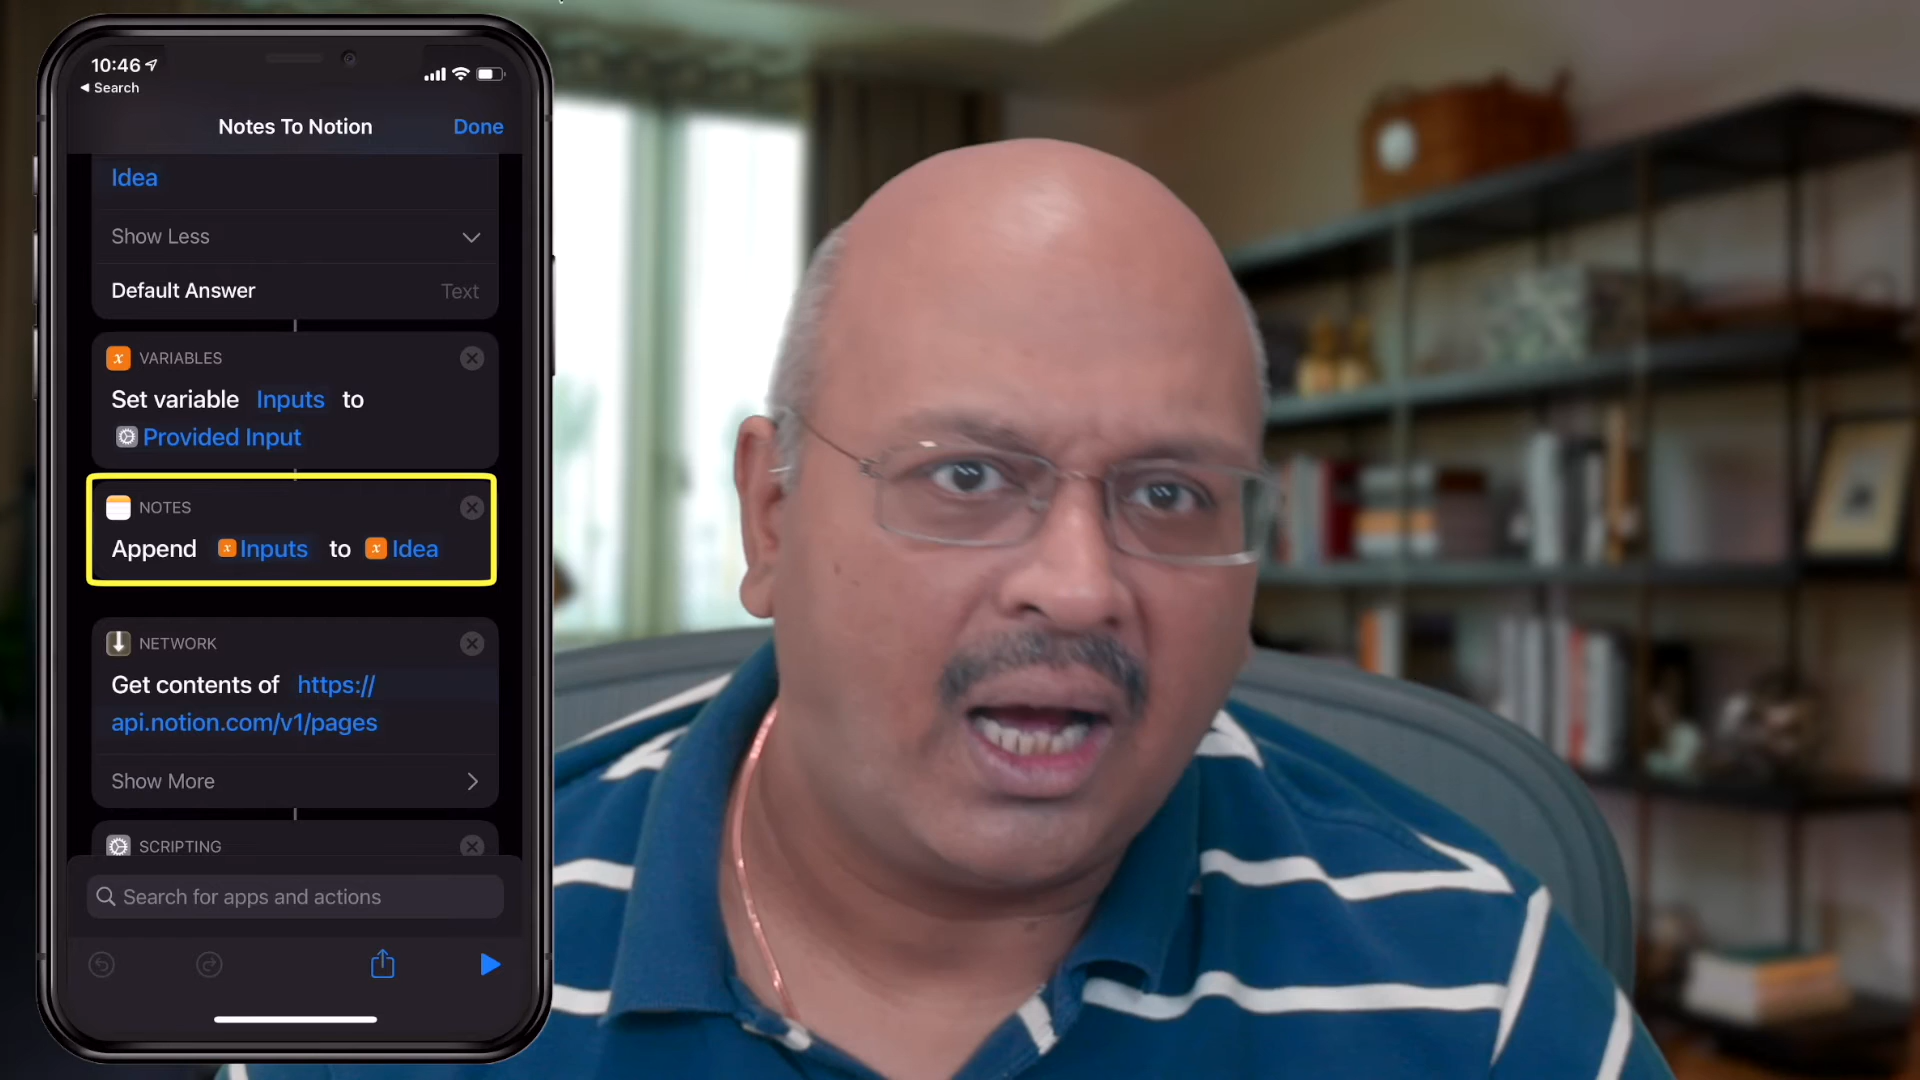 10:46
◀ Search
Notes To Notion
Done
Idea
Show Less
Default Answer
Text
x VARIABLES
Set variable Inputs to
Provided Input
NOTES
Append x Inputs to x Idea
NETWORK
Get contents of https://
api.notion.com/v1/pages
Show More
SCRIPTING
Search for apps and actions